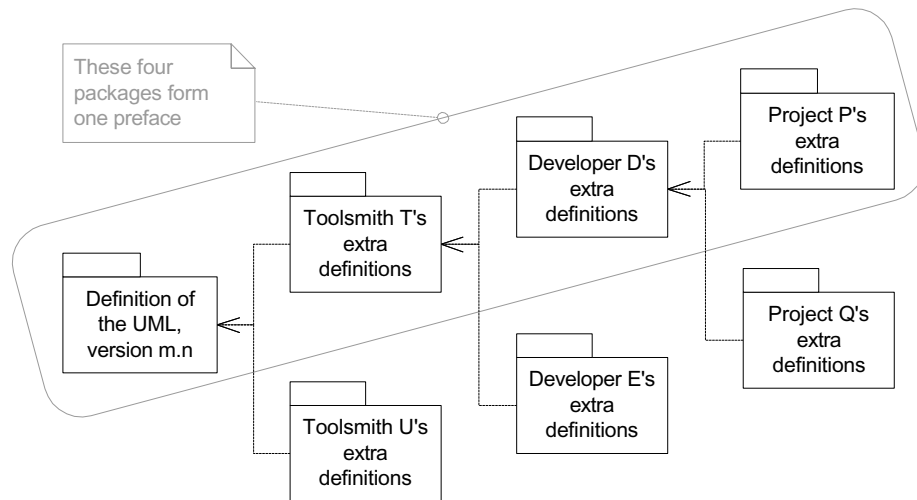 These four
packages form
one preface
Project P's
extra
definitions
Developer D's
extra
definitions
Toolsmith T's
extra
definitions
Definition of
the UML,
version m.n
Project Q's
extra
definitions
Developer E's
extra
definitions
Toolsmith U's
extra
definitions